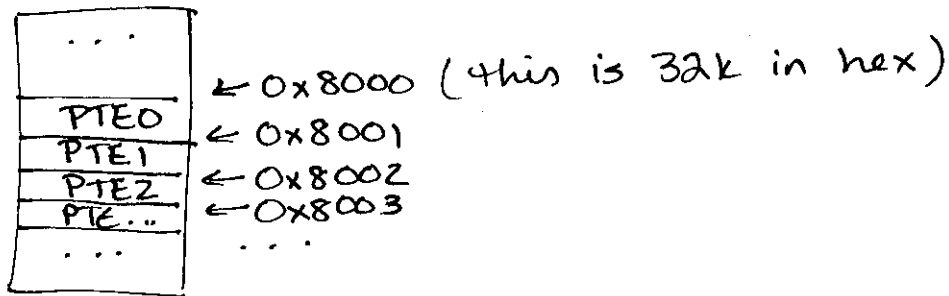 ...
← 0x8000 (this is 32k in hex)
PTE0
← 0x8001
PTE1
← 0x8002
PTE2
← 0x8003
PTE...
...
...